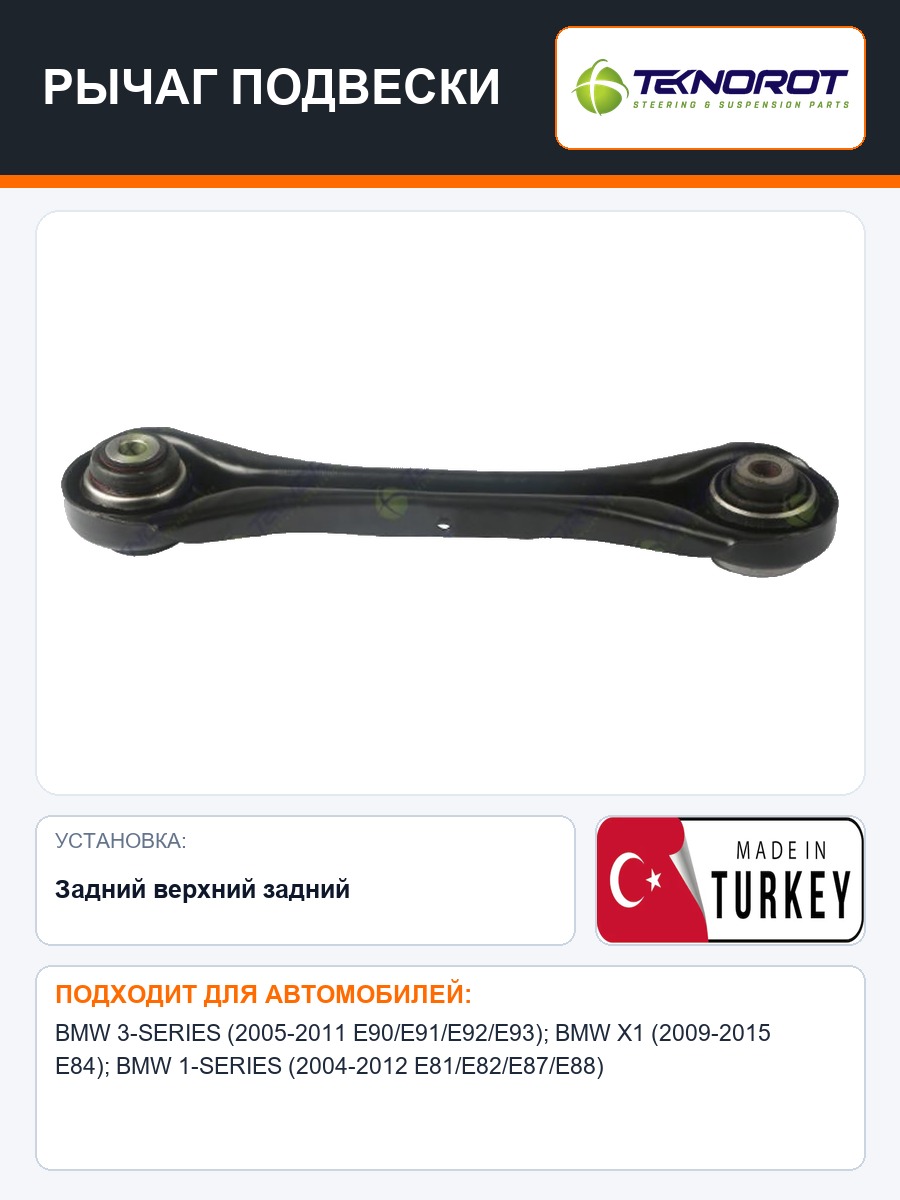 РЫЧАГ ПОДВЕСКИ
TEKNOROT
STEERING & SUSPENSION PARTS
УСТАНОВКА:
Задний верхний задний
MADE IN
TURKEY
ПОДХОДИТ ДЛЯ АВТОМОБИЛЕЙ:
BMW 3-SERIES (2005-2011 E90/E91/E92/E93); BMW X1 (2009-2015
E84); BMW 1-SERIES (2004-2012 E81/E82/E87/E88)